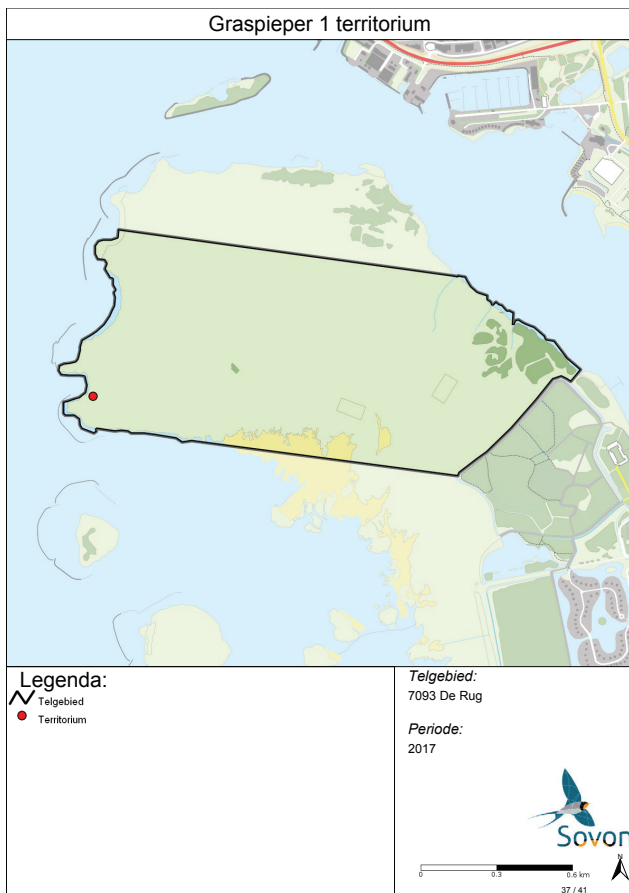 Graspieper 1 territorium
Legenda:
Telgebied
Territorium
Telgebied:
7093 De Rug
Periode:
2017
Sovon
N
0 0.3 0.6 km
37 / 41